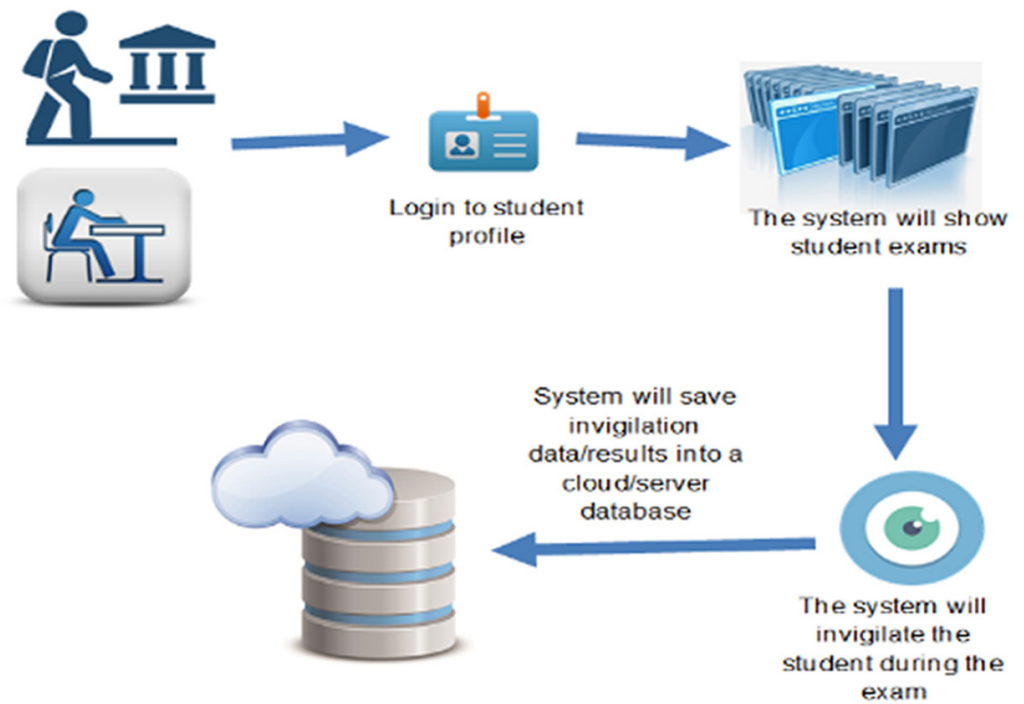 Login to student
profile
The system will show
student exams
System will save
invigilation
data/results into a
cloud/server
database
The system will
invigilate the
student during the
exam